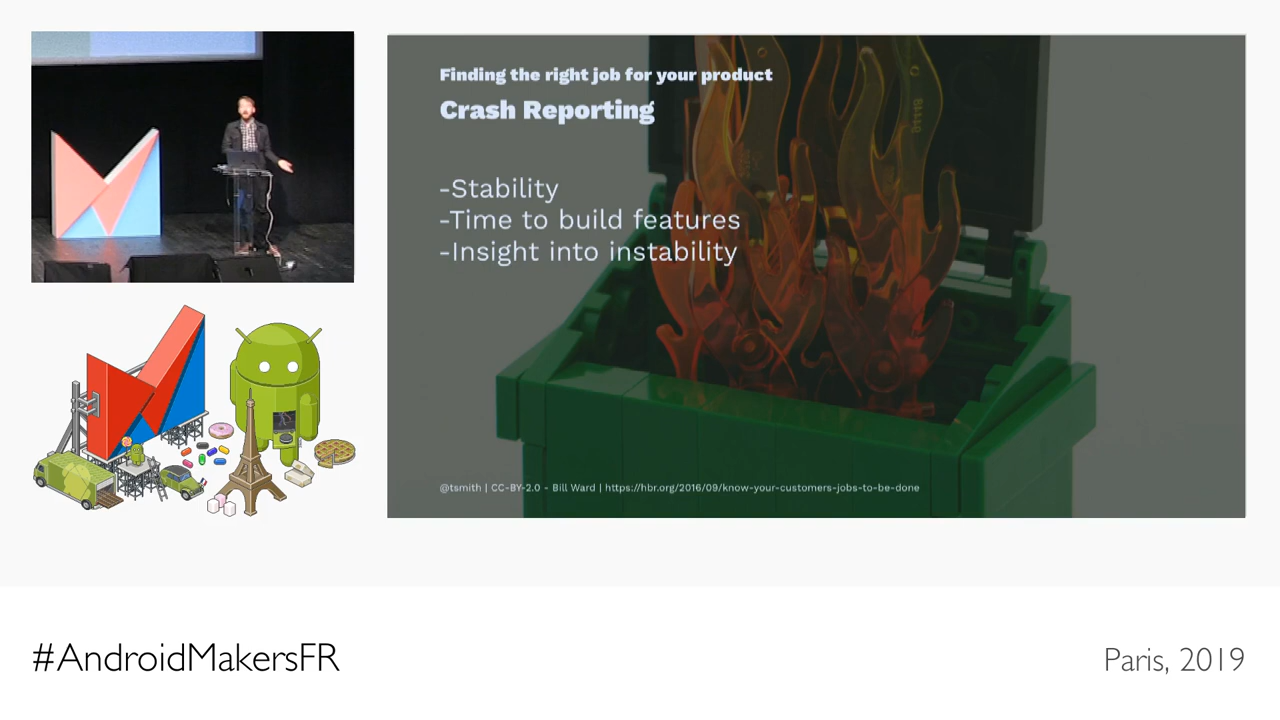 Finding the right job for your product
Crash Reporting
-Stability
-Time to build features
-Insight into instability
@tsmith | CC-BY-2.0 - Bill Ward | https://hbr.org/2016/09/know-your-customers-jobs-to-be-done
#AndroidMakersFR
Paris, 2019